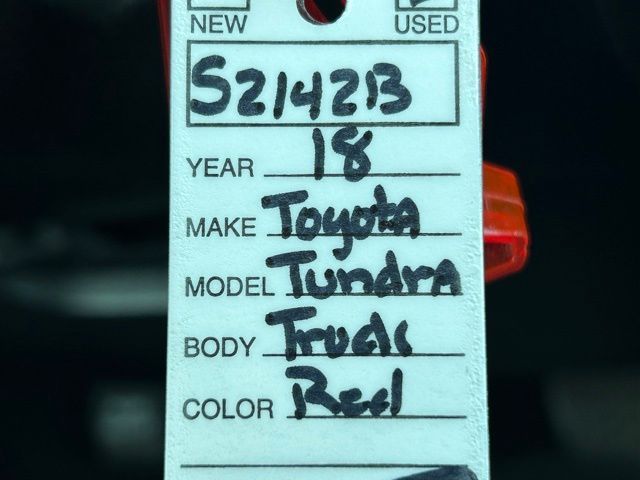 NEW USED
S21421B
YEAR 18
MAKE Toyota
MODEL Tundra
BODY Truck
COLOR Red